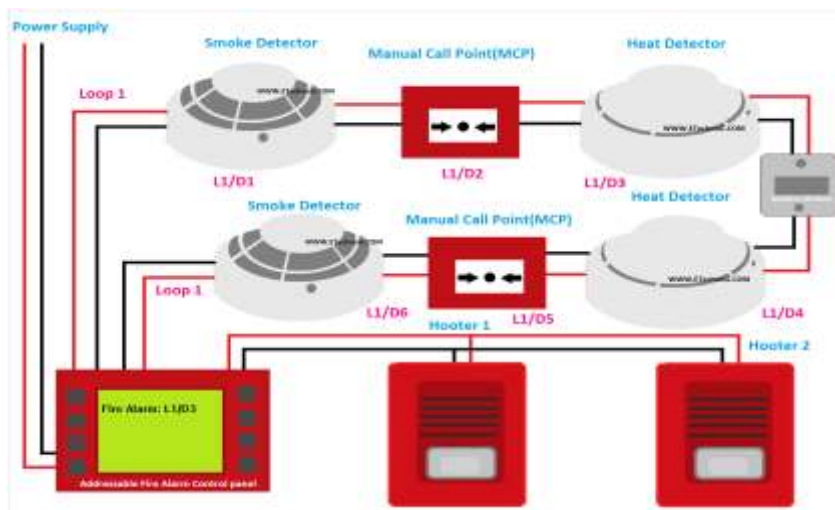 Power Supply
Smoke Detector
Manual Call Point(MCP)
Heat Detector
Loop 1
L1/D1
L1/D2
L1/D3
Smoke Detector
Manual Call Point(MCP)
Heat Detector
Loop 1
L1/D6
L1/D5
L1/D4
Hooter 1
Hooter 2
Fire Alarm: L1/D3
Addressable Fire Alarm Control panel